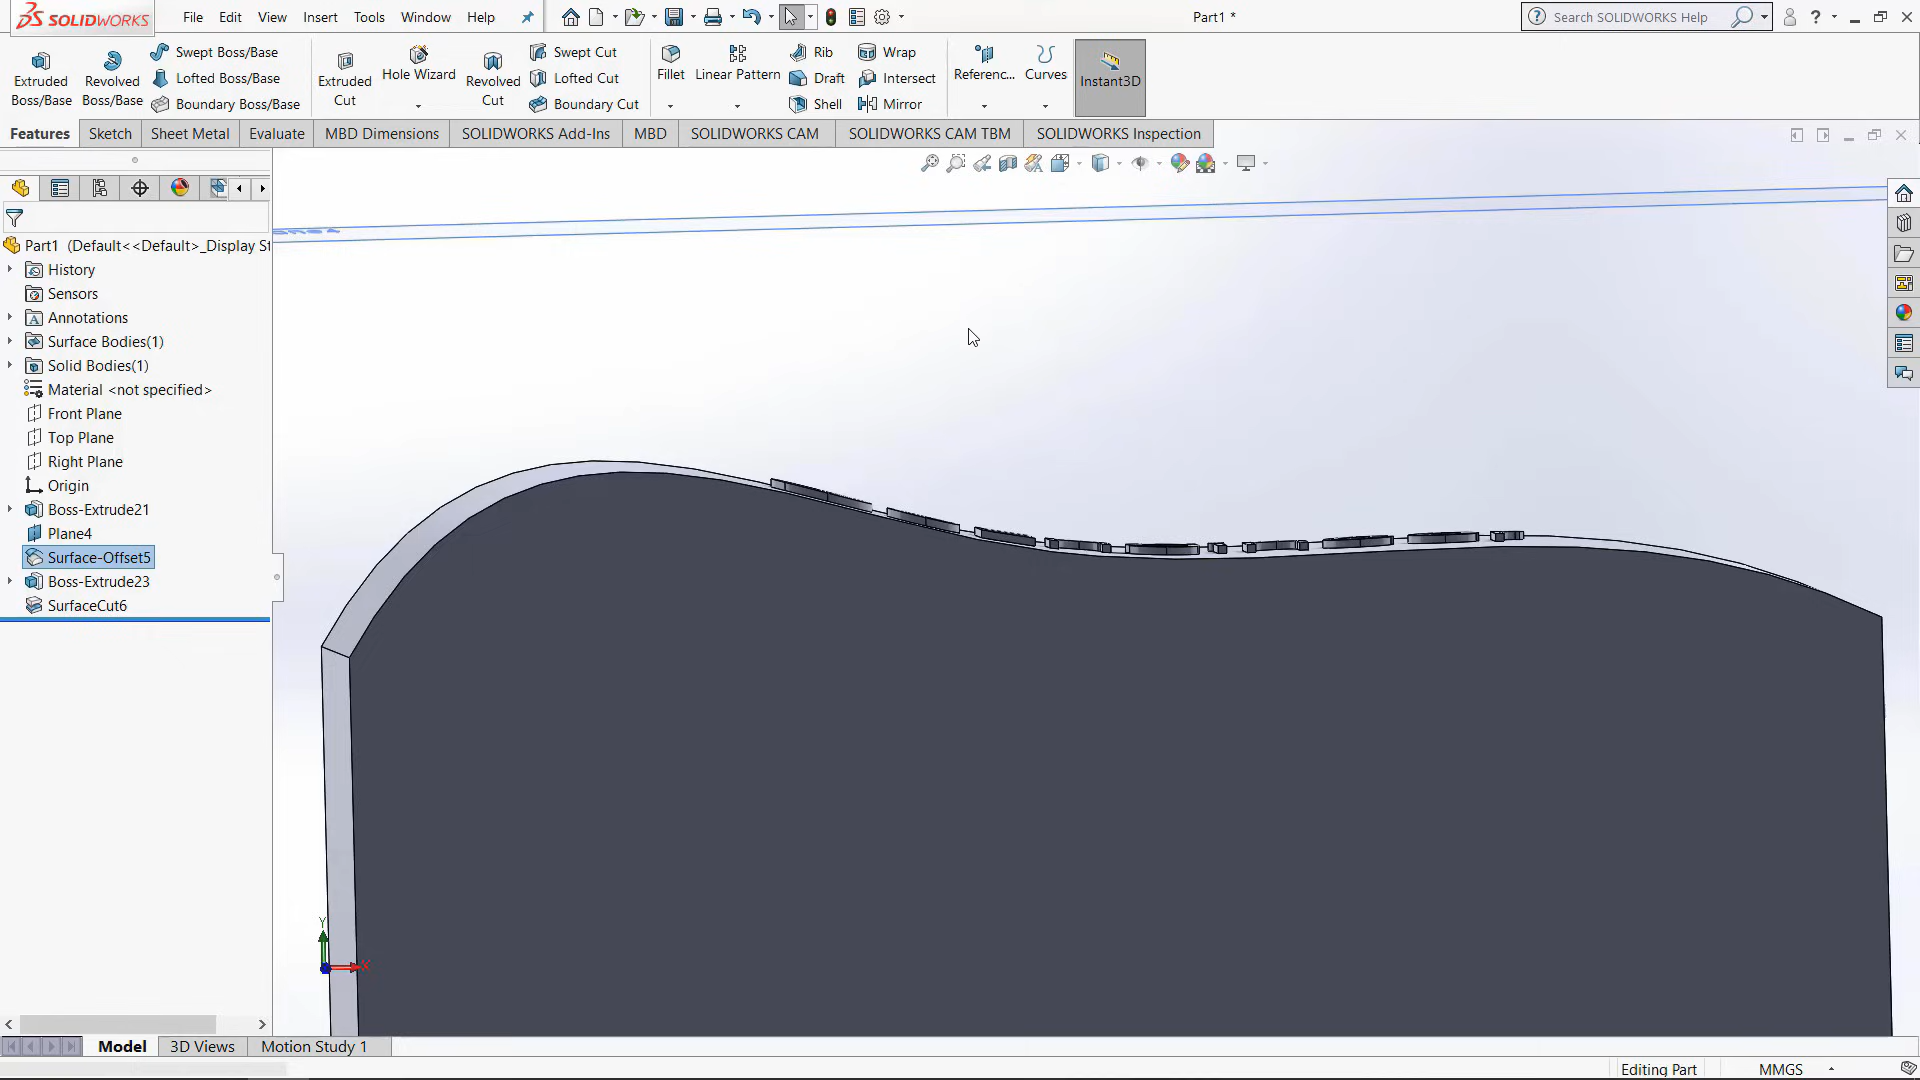 SOLIDWORKS
File Edit View Insert Tools Window Help
Part1 *
Search SOLIDWORKS Help
Extruded Boss/Base
Revolved Boss/Base
Swept Boss/Base
Lofted Boss/Base
Boundary Boss/Base
Extruded Cut
Hole Wizard
Revolved Cut
Swept Cut
Lofted Cut
Boundary Cut
Fillet
Linear Pattern
Rib
Draft
Shell
Wrap
Intersect
Mirror
Referenc...
Curves
Instant3D
Features Sketch Sheet Metal Evaluate MBD Dimensions SOLIDWORKS Add-Ins MBD SOLIDWORKS CAM SOLIDWORKS CAM TBM SOLIDWORKS Inspection
Part1 (Default<<Default>_Display St
History
Sensors
Annotations
Surface Bodies(1)
Solid Bodies(1)
Material <not specified>
Front Plane
Top Plane
Right Plane
Origin
Boss-Extrude21
Plane4
Surface-Offset5
Boss-Extrude23
SurfaceCut6
Y
X
Model 3D Views Motion Study 1
Editing Part MMGS